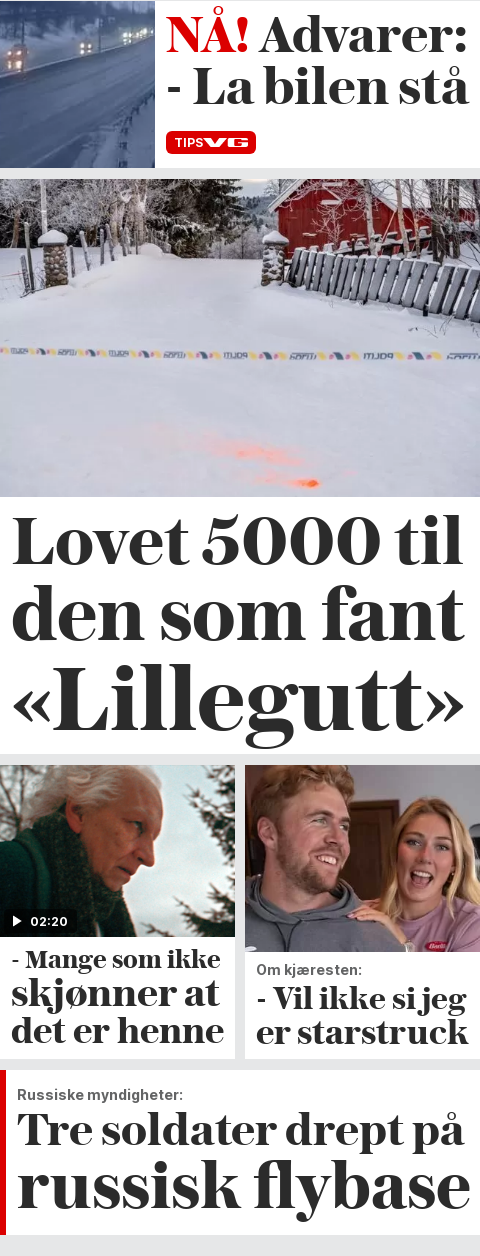 NÅ! Advarer:
- La bilen stå
TIPS VG
Lovet 5000 til
den som fant
«Lillegutt»
02:20
- Mange som ikke
skjønner at
det er henne
Om kjæresten:
- Vil ikke si jeg
er starstruck
Russiske myndigheter:
Tre soldater drept på
russisk flybase